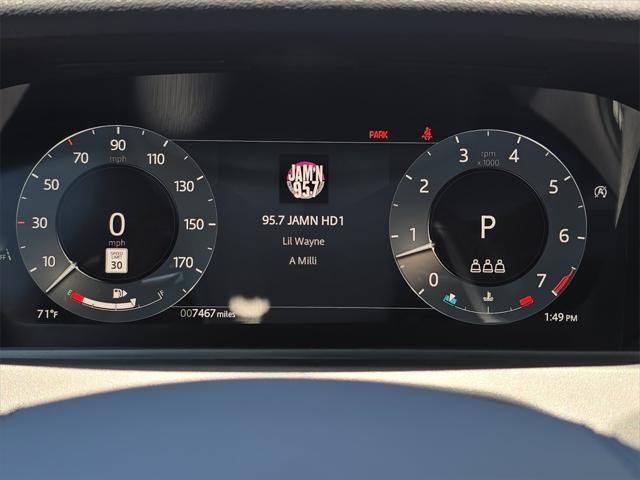 PARK
90
mph
70
110
50
130
30
150
10
170
0
mph
SPEED
LIMIT
30
E
F
71°F
007467 miles
JAM'N
95.7
95.7 JAMN HD1
Lil Wayne
A Milli
rpm
x1000
3
4
2
5
1
6
0
7
P
1:49 PM